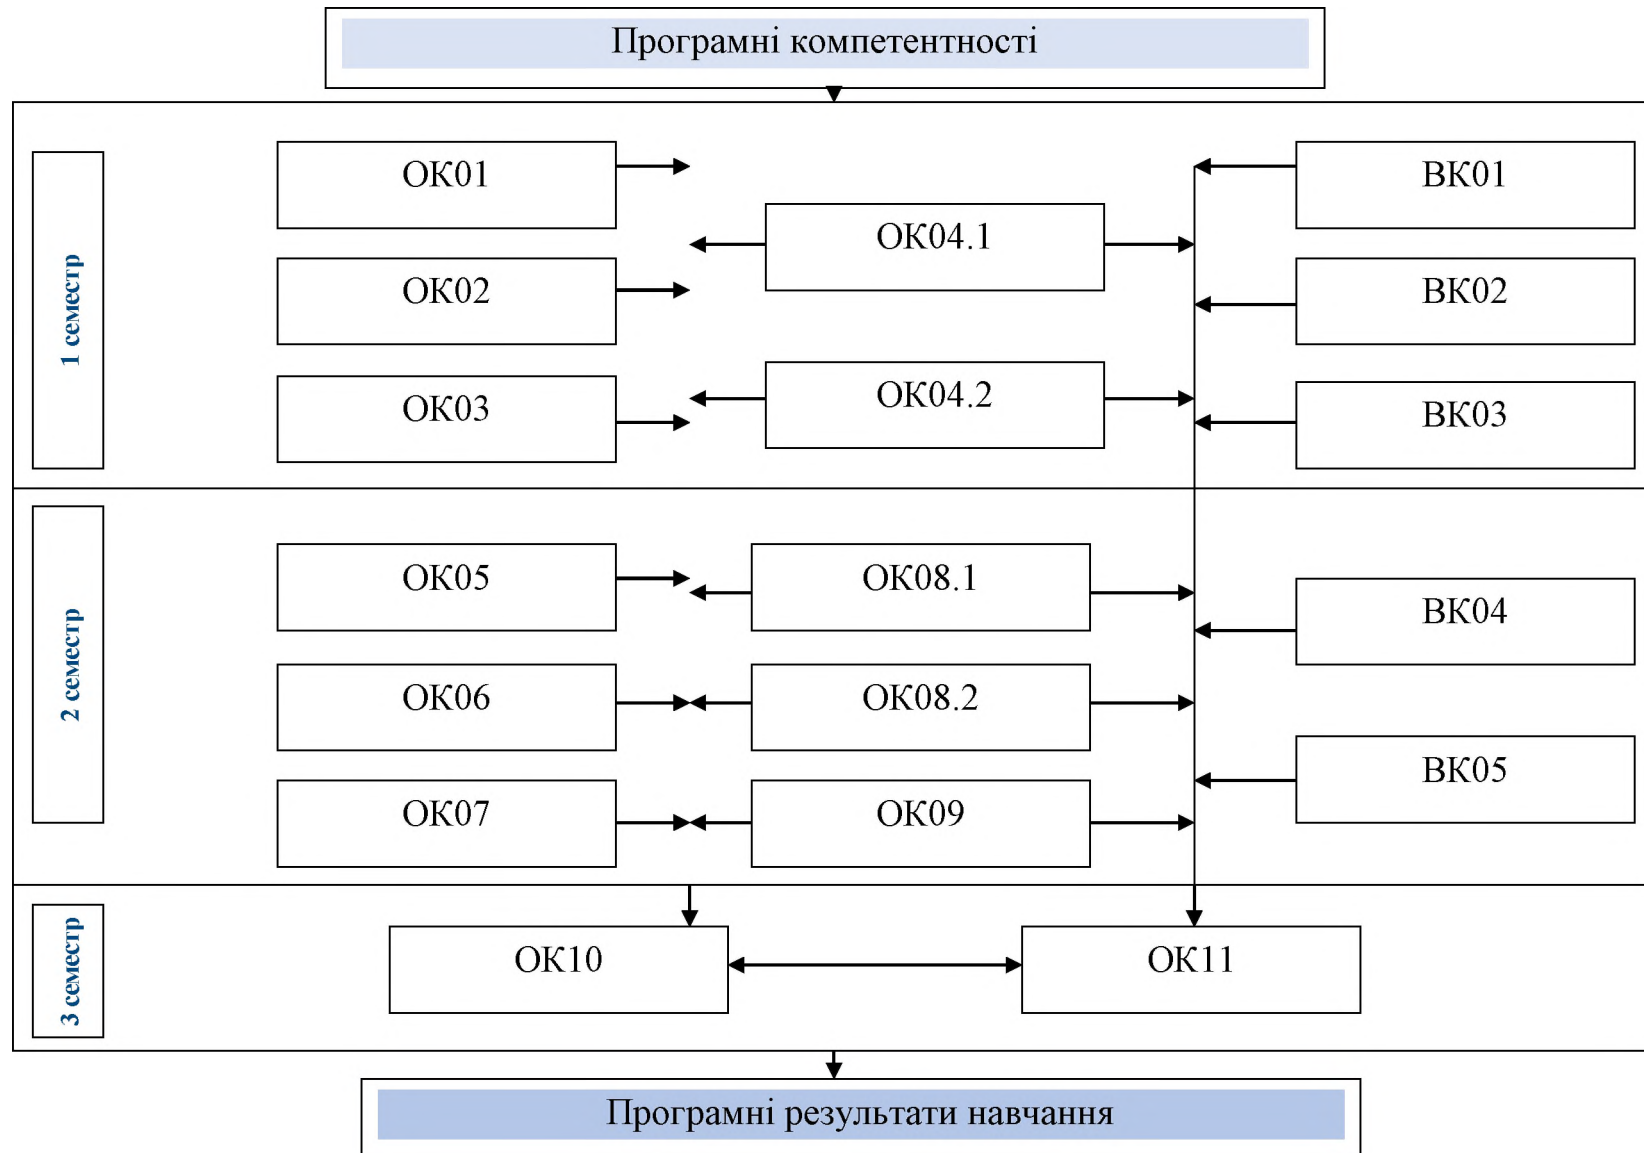 Програмні компетентності
1 семестр
ОК01
ОК04.1
ВК01
ОК02
ВК02
ОК03
ОК04.2
ВК03
2 семестр
ОК05
ОК08.1
ВК04
ОК06
ОК08.2
ВК05
ОК07
ОК09
3 семестр
ОК10
ОК11
Програмні результати навчання